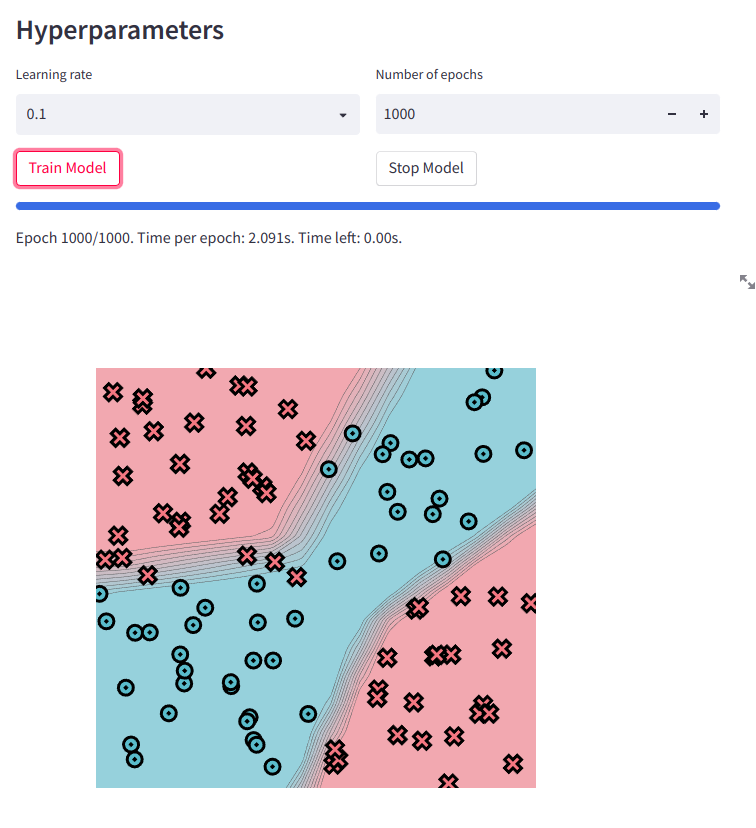 Hyperparameters
Learning rate
Number of epochs
0.1
1000
Train Model
Stop Model
Epoch 1000/1000. Time per epoch: 2.091s. Time left: 0.00s.